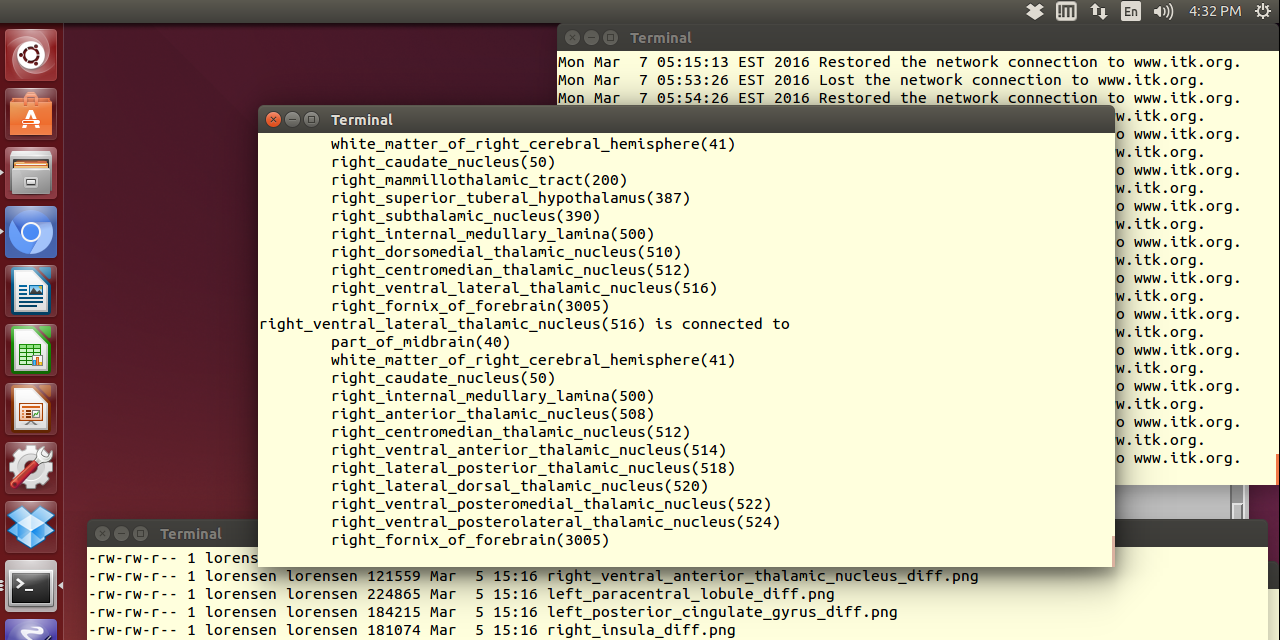 !m
En
4:32 PM
Terminal
Mon Mar  7 05:15:13 EST 2016 Restored the network connection to www.itk.org.
Mon Mar  7 05:53:26 EST 2016 Lost the network connection to www.itk.org.
Mon Mar  7 05:54:26 EST 2016 Restored the network connection to www.itk.org.
w.itk.org.
o www.itk.org.
w.itk.org.
o www.itk.org.
w.itk.org.
o www.itk.org.
w.itk.org.
o www.itk.org.
w.itk.org.
o www.itk.org.
w.itk.org.
o www.itk.org.
w.itk.org.
o www.itk.org.
w.itk.org.
o www.itk.org.
w.itk.org.
o www.itk.org.
w.itk.org.
o www.itk.org.
Terminal
white_matter_of_right_cerebral_hemisphere(41)
right_caudate_nucleus(50)
right_mammillothalamic_tract(200)
right_superior_tuberal_hypothalamus(387)
right_subthalamic_nucleus(390)
right_internal_medullary_lamina(500)
right_dorsomedial_thalamic_nucleus(510)
right_centromedian_thalamic_nucleus(512)
right_ventral_lateral_thalamic_nucleus(516)
right_fornix_of_forebrain(3005)
right_ventral_lateral_thalamic_nucleus(516) is connected to
part_of_midbrain(40)
white_matter_of_right_cerebral_hemisphere(41)
right_caudate_nucleus(50)
right_internal_medullary_lamina(500)
right_anterior_thalamic_nucleus(508)
right_centromedian_thalamic_nucleus(512)
right_ventral_anterior_thalamic_nucleus(514)
right_lateral_posterior_thalamic_nucleus(518)
right_lateral_dorsal_thalamic_nucleus(520)
right_ventral_posteromedial_thalamic_nucleus(522)
right_ventral_posterolateral_thalamic_nucleus(524)
right_fornix_of_forebrain(3005)
Terminal
-rw-rw-r-- 1 lorens
-rw-rw-r-- 1 lorensen lorensen 121559 Mar  5 15:16 right_ventral_anterior_thalamic_nucleus_diff.png
-rw-rw-r-- 1 lorensen lorensen 224865 Mar  5 15:16 left_paracentral_lobule_diff.png
-rw-rw-r-- 1 lorensen lorensen 184215 Mar  5 15:16 left_posterior_cingulate_gyrus_diff.png
-rw-rw-r-- 1 lorensen lorensen 181074 Mar  5 15:16 right_insula_diff.png